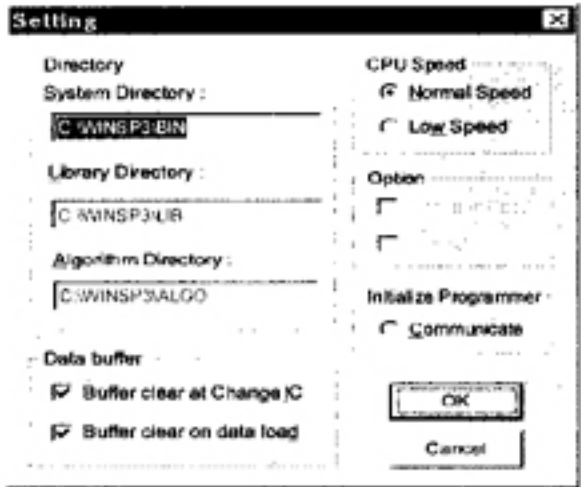 Setting
Directory
System Directory :
C:\WINSP3\BIN
Library Directory :
C:\WINSP3\LIB
Algorithm Directory :
C:\WINSP3\ALGO
Data buffer
Buffer clear at Change IC
Buffer clear on data load
CPU Speed
Normal Speed
Low Speed
Option
Initialize Programmer
Communicate
OK
Cancel